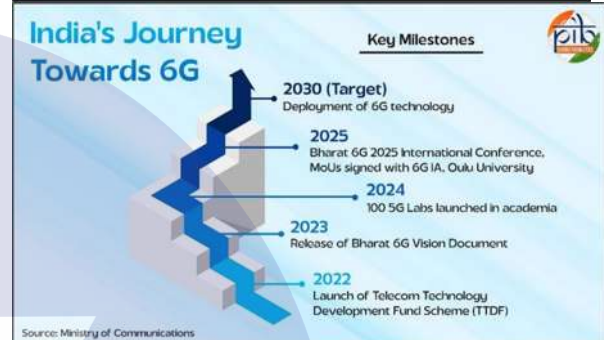 India's Journey
Towards 6G
Key Milestones
pib
2030 (Target)
Deployment of 6G technology
2025
Bharat 6G 2025 International Conference,
MoUs signed with 6G IA, Oulu University
2024
100 5G Labs launched in academia
2023
Release of Bharat 6G Vision Document
2022
Launch of Telecom Technology
Development Fund Scheme (TTDF)
Source: Ministry of Communications